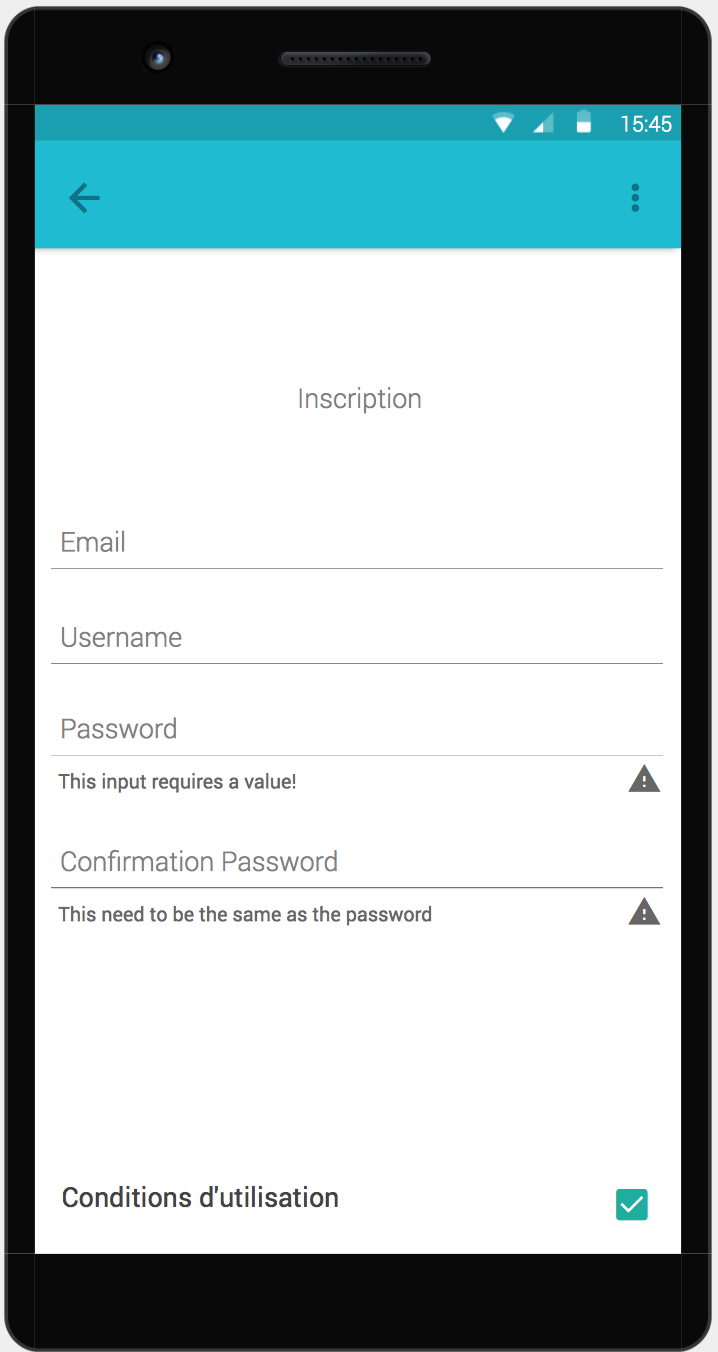 15:45
Inscription
Email
Username
Password
This input requires a value!
Confirmation Password
This need to be the same as the password
Conditions d'utilisation